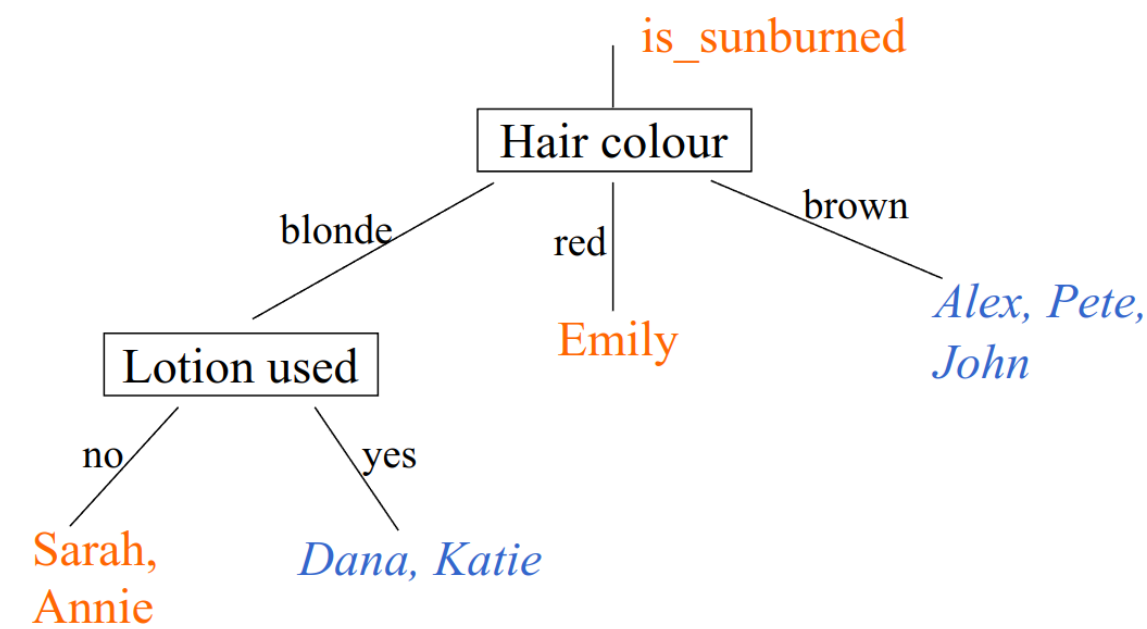 is_sunburned
Hair colour
blonde
red
brown
Alex, Pete,
John
Emily
Lotion used
no
yes
Sarah,
Annie
Dana, Katie